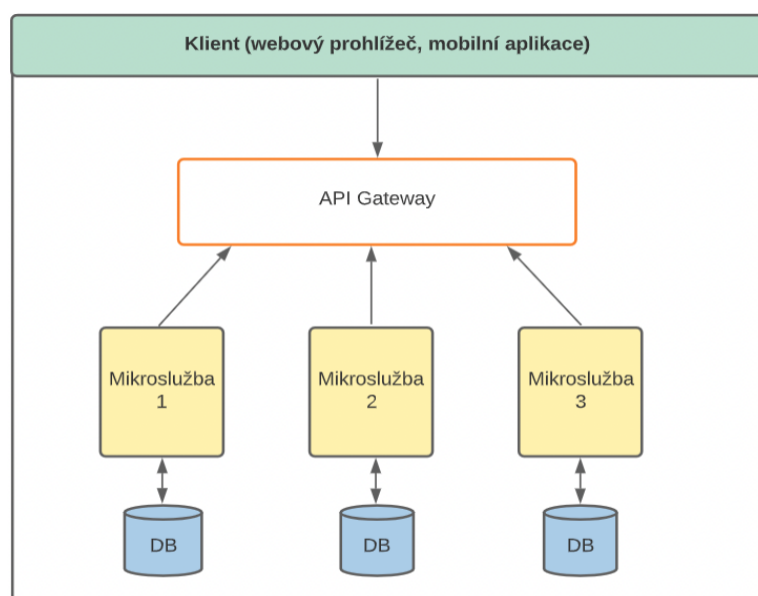 Klient (webový prohlížeč, mobilní aplikace)
API Gateway
Mikroslužba
1
Mikroslužba
2
Mikroslužba
3
DB
DB
DB